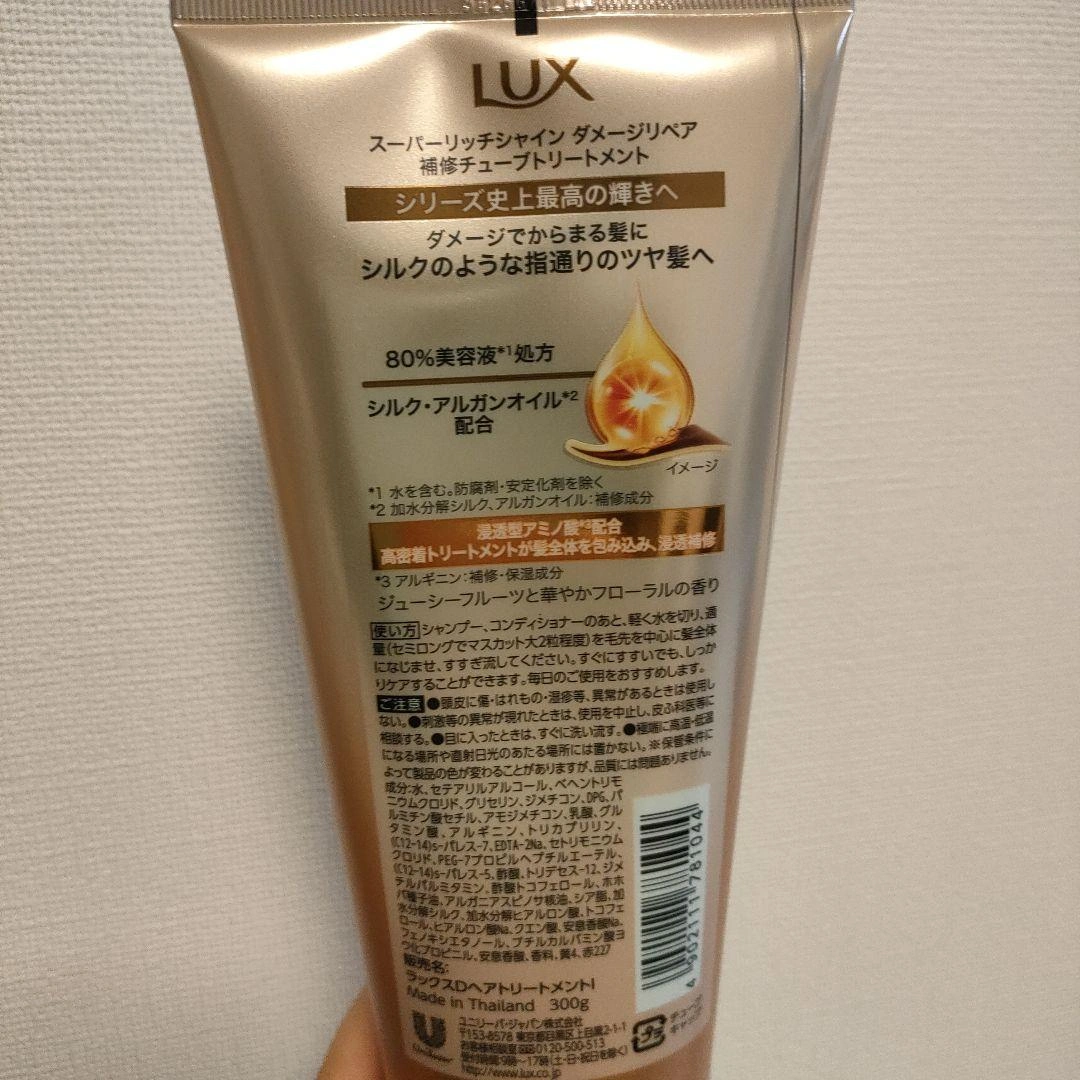 LUX
スーパーリッチシャイン ダメージリペア
補修チューブトリートメント
シリーズ史上最高の輝きへ
ダメージでからまる髪に
シルクのような指通りのツヤ髪へ
80%美容液*1処方
シルク・アルガンオイル*2
配合
イメージ
*1 水を含む。防腐剤・安定化剤を除く
*2 加水分解シルク、アルガンオイル：補修成分
浸透型アミノ酸*3配合
高密着トリートメントが髪全体を包み込み、浸透補修
*3 アルギニン：補修・保湿成分
ジューシーフルーツと華やかフローラルの香り
使い方 シャンプー、コンディショナーのあと、軽く水を切り、適
量(セミロングでマスカット大2粒程度)を毛先を中心に髪全体
になじませ、すすぎ流してください。すぐにすすいでも、しっか
りケアすることができます。毎日のご使用をおすすめします。
ご注意 ●頭皮に傷・はれもの・湿疹等、異常があるときは使用し
ない。●刺激等の異常が現れたときは、使用を中止し、皮ふ科医等に
相談する。●目に入ったときは、すぐに洗い流す。●極端に高温・低温
になる場所や直射日光のあたる場所には置かない。※保管条件に
よって製品の色が変わることがありますが、品質には問題ありません。
成分:水、セテアリルアルコール、ベヘントリモ
ニウムクロリド、グリセリン、ジメチコン、DPG、パ
ルミチン酸セチル、アモジメチコン、乳酸、グル
タミン酸、アルギニン、トリカプリリン、
(C12-14)s-パレス-7、EDTA-2Na、セトリモニウム
クロリド、PEG-7プロピルヘプチルエーテル、
(C12-14)s-パレス-5、酢酸、トリデセス-12、ジメ
チルパルミタミン、酢酸トコフェロール、ホホ
バ種子油、アルガニアスピノサ核油、シア脂、加
水分解シルク、加水分解ヒアルロン酸、トコフェ
ロール、ヒアルロン酸Na、クエン酸、安息香酸Na、
フェノキシエタノール、ブチルカルバミン酸ヨ
ウ化プロピニル、安息香酸、香料、黄4、赤227
販売名:
ラックスDヘアトリートメントI
Made in Thailand 300g
4 902111 781044
Unilever
ユニリーバ・ジャパン株式会社
〒153-8578 東京都目黒区上目黒2-1-1
お客様相談室 0120-500-513
受付時間:9時〜17時(土・日・祝日を除く)
http://www.lux.co.jp
プラ
チューブ
キャップ